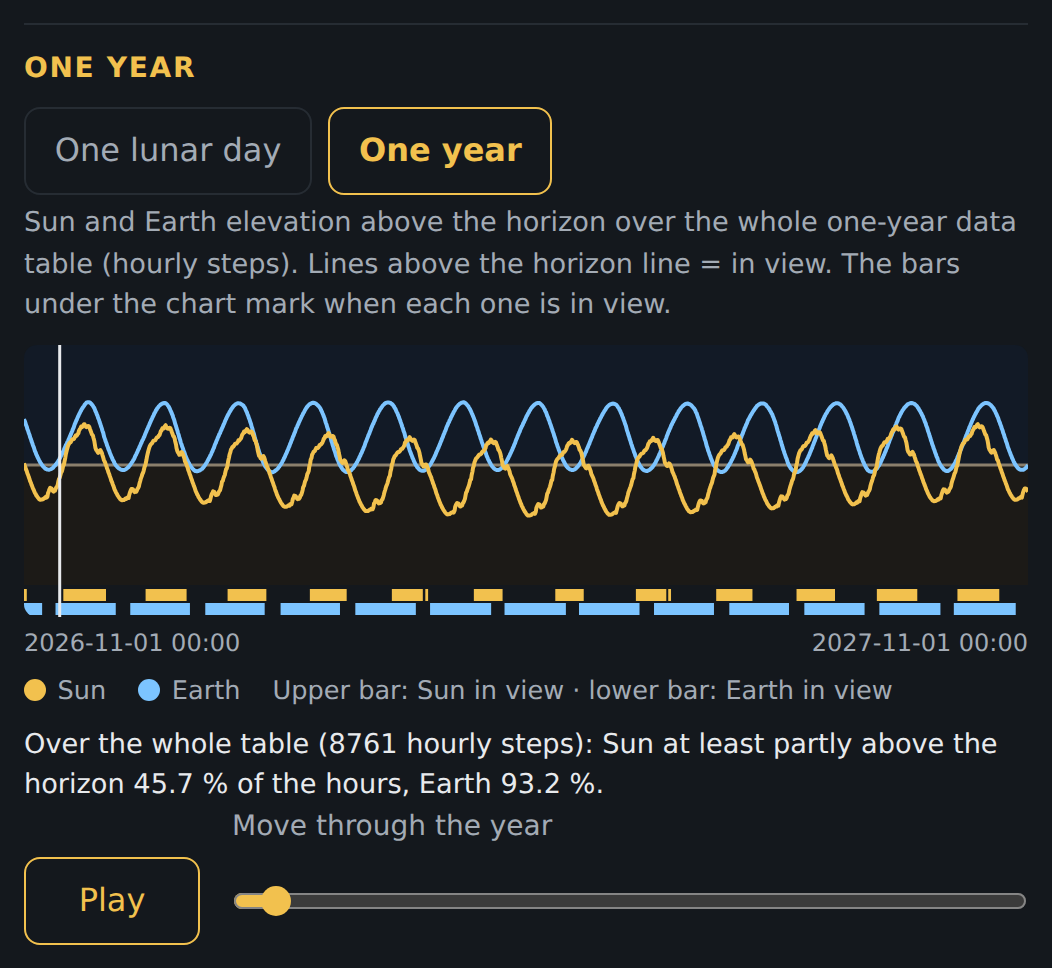 ONE YEAR
One lunar day
One year
Sun and Earth elevation above the horizon over the whole one-year data
table (hourly steps). Lines above the horizon line = in view. The bars
under the chart mark when each one is in view.
2026-11-01 00:00
2027-11-01 00:00
Sun
Earth
Upper bar: Sun in view · lower bar: Earth in view
Over the whole table (8761 hourly steps): Sun at least partly above the
horizon 45.7 % of the hours, Earth 93.2 %.
Move through the year
Play